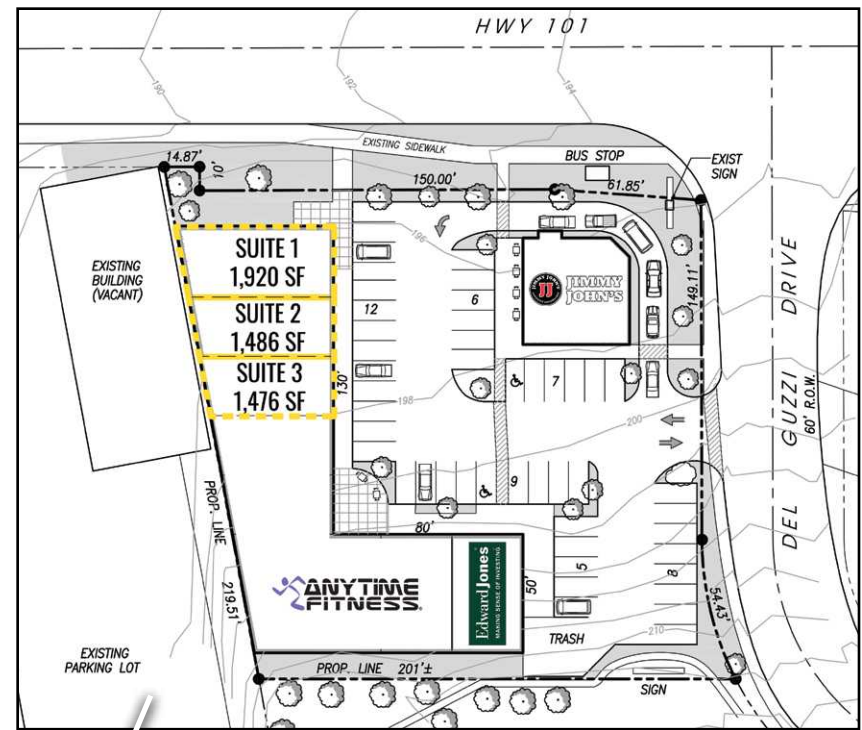 HWY 101
190
192
194
EXISTING SIDEWALK
14.87'
10'
150.00'
BUS STOP
61.85'
EXIST
SIGN
196
SUITE 1
1,920 SF
EXISTING
BUILDING
(VACANT)
12
6
JJ
JIMMY
JOHN'S
149.11'
DEL GUZZI DRIVE
60' R.O.W.
SUITE 2
1,486 SF
SUITE 3
1,476 SF
130'
198
7
200
9
PROP. LINE
219.51'
80'
ANYTIME
FITNESS.
Edward Jones
MAKING SENSE OF INVESTING
50'
5
8
54.43'
TRASH
210
EXISTING
PARKING LOT
PROP. LINE 201'±
SIGN